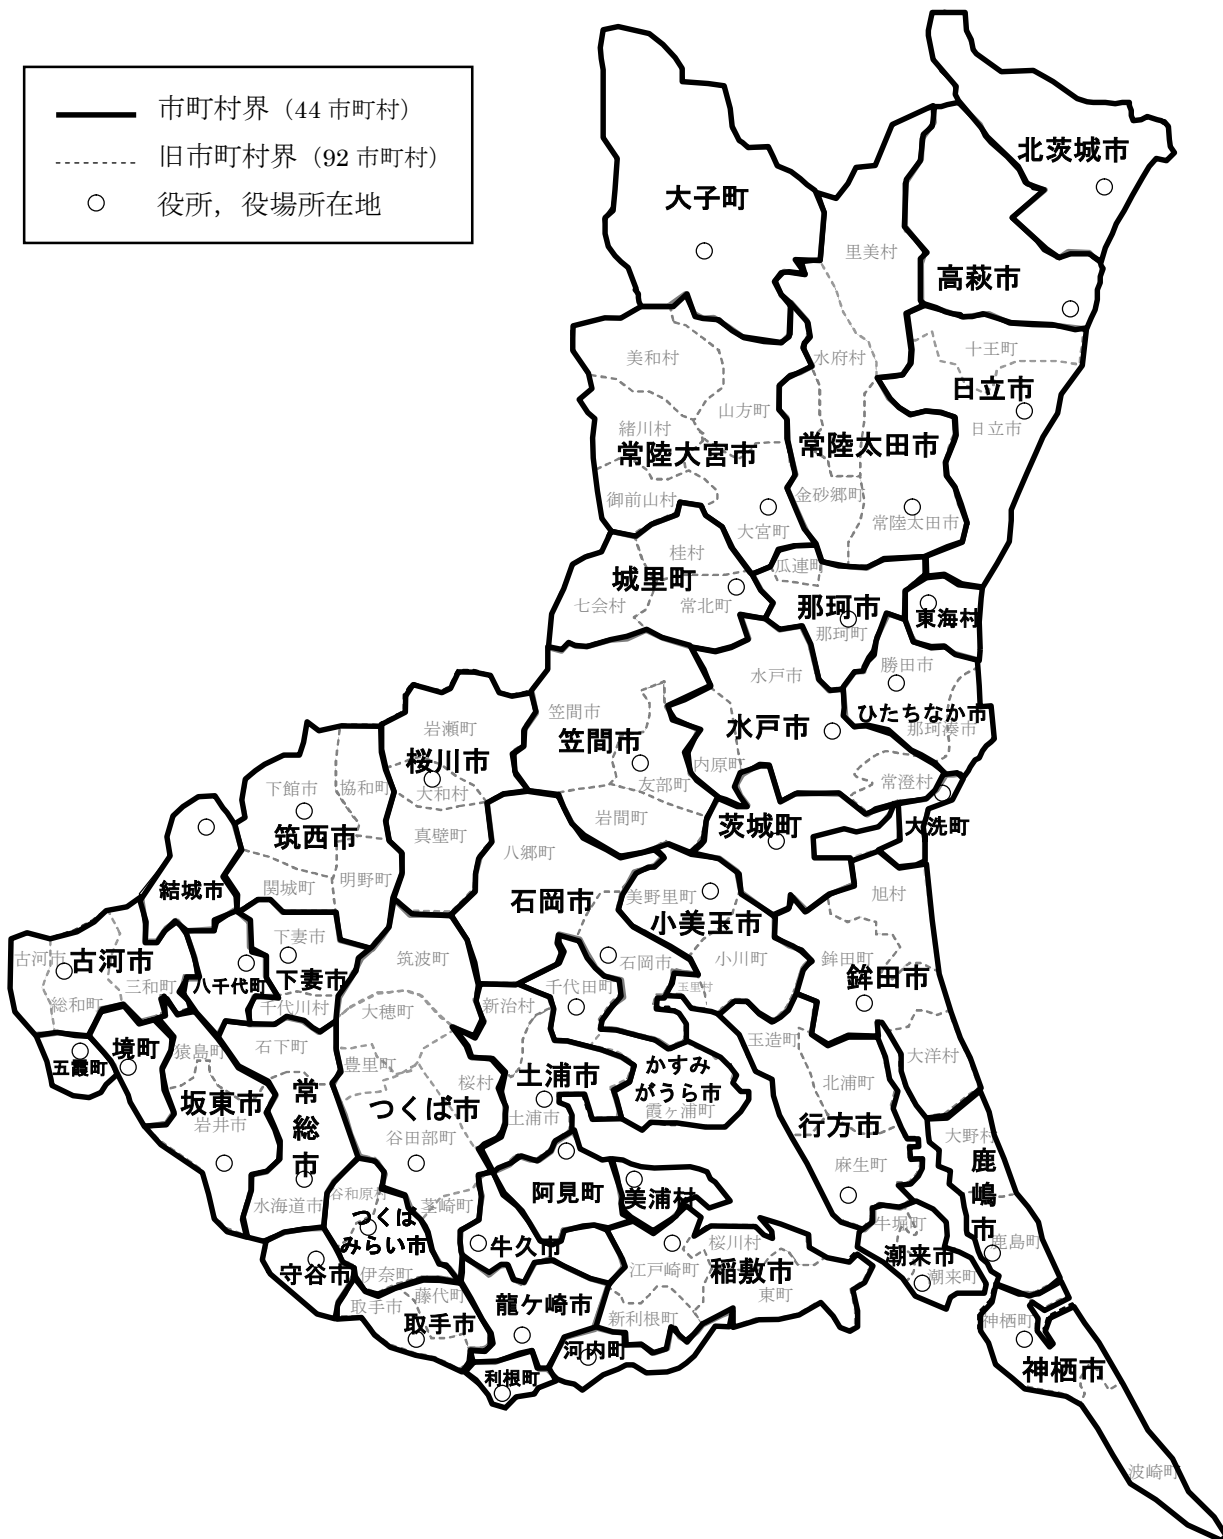 市町村界（44 市町村）
旧市町村界（92 市町村）
役所，役場所在地
北茨城市
大子町
里美村
高萩市
十王町
美和村
水府村
日立市
山方町
日立市
緒川村
常陸大宮市
常陸太田市
御前山村
金砂郷町
大宮町
常陸太田市
桂村
瓜連町
城里町
七会村
常北町
那珂市
東海村
那珂町
勝田市
水戸市
笠間市
ひたちなか市
水戸市
那珂湊市
岩瀬町
笠間市
桜川市
内原町
友部町
常澄村
下館市
協和町
大和村
岩間町
茨城町
大洗町
筑西市
真壁町
八郷町
結城市
関城町
明野町
石岡市
美野里町
旭村
小美玉市
下妻市
古河市
古河市
筑波町
石岡市
小川町
鉾田町
下妻市
八千代町
三和町
千代田町
玉里村
鉾田市
総和町
千代川村
大穂町
新治村
玉造町
境町
猿島町
石下町
大洋村
五霞町
豊里町
桜村
土浦市
かすみ
がうら市
北浦町
坂東市
常
総
市
つくば市
土浦市
霞ヶ浦町
岩井市
谷田部町
行方市
大野村
麻生町
鹿
嶋
市
水海道市
谷和原村
茎崎町
阿見町
美浦村
つくば
みらい市
牛久市
桜川村
牛堀町
鹿島町
守谷市
伊奈町
江戸崎町
稲敷市
潮来市
潮来町
取手市
藤代町
龍ケ崎市
新利根町
東町
取手市
神栖町
河内町
利根町
神栖市
波崎町